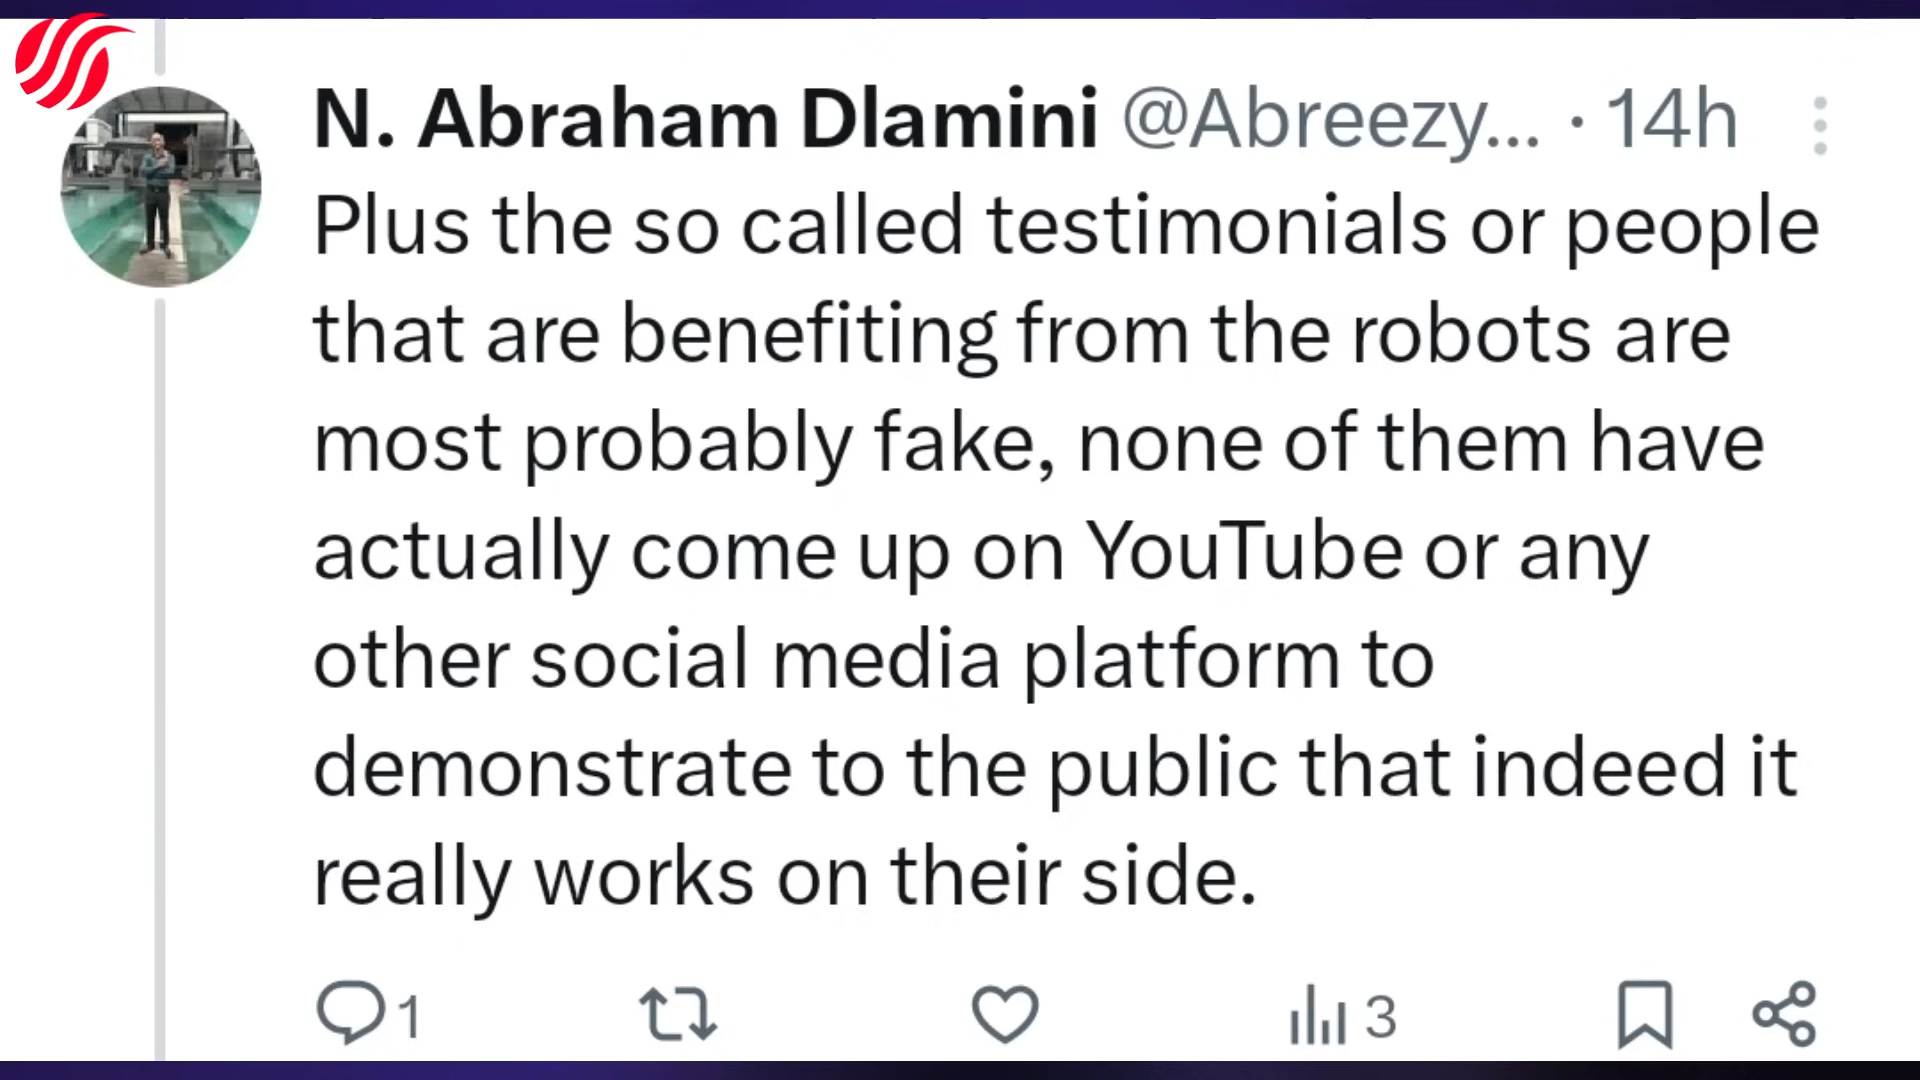 N. Abraham Dlamini @Abreezy... · 14h
Plus the so called testimonials or people
that are benefiting from the robots are
most probably fake, none of them have
actually come up on YouTube or any
other social media platform to
demonstrate to the public that indeed it
really works on their side.
1
3